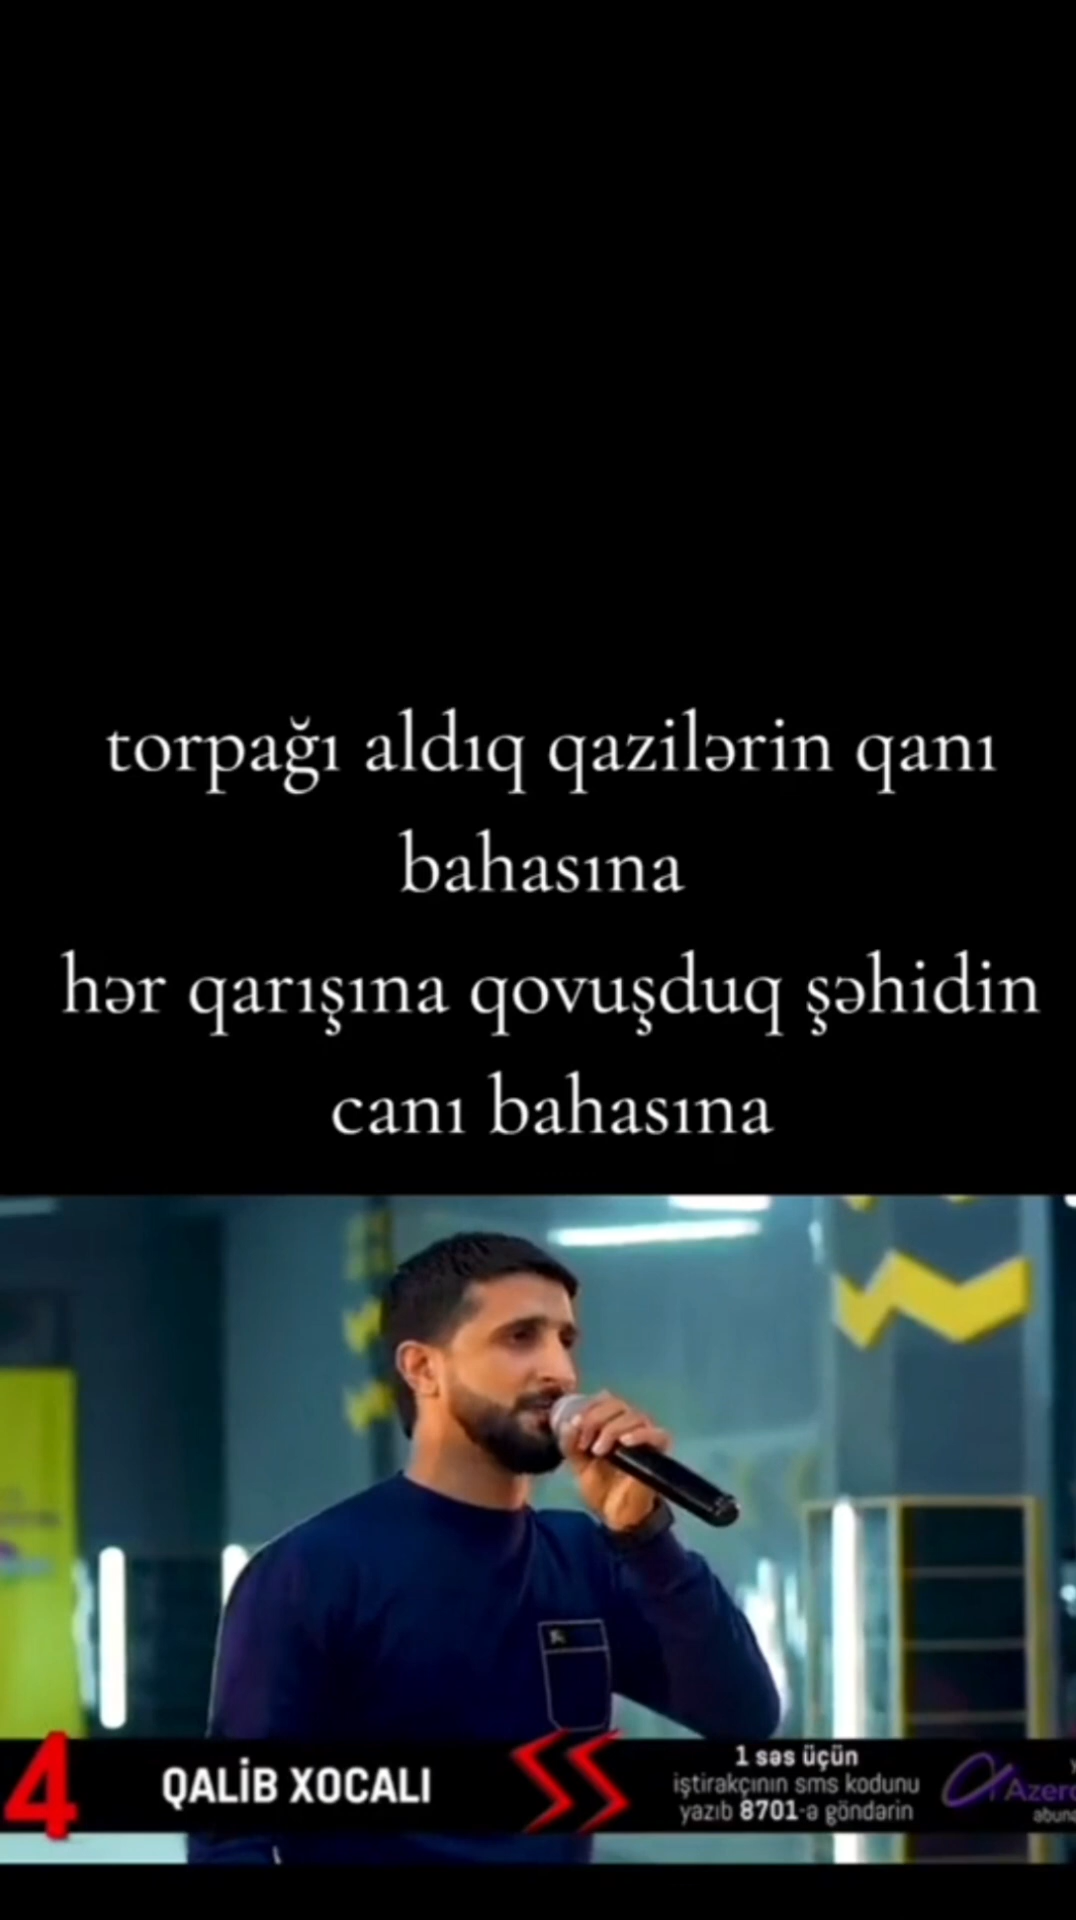 torpağı aldıq qazilərin qanı
bahasına
hər qarışına qovuşduq şəhidin
canı bahasına
4
QALİB XOCALI
1 səs üçün
iştirakçının sms kodunu
yazıb 8701-ə göndərin